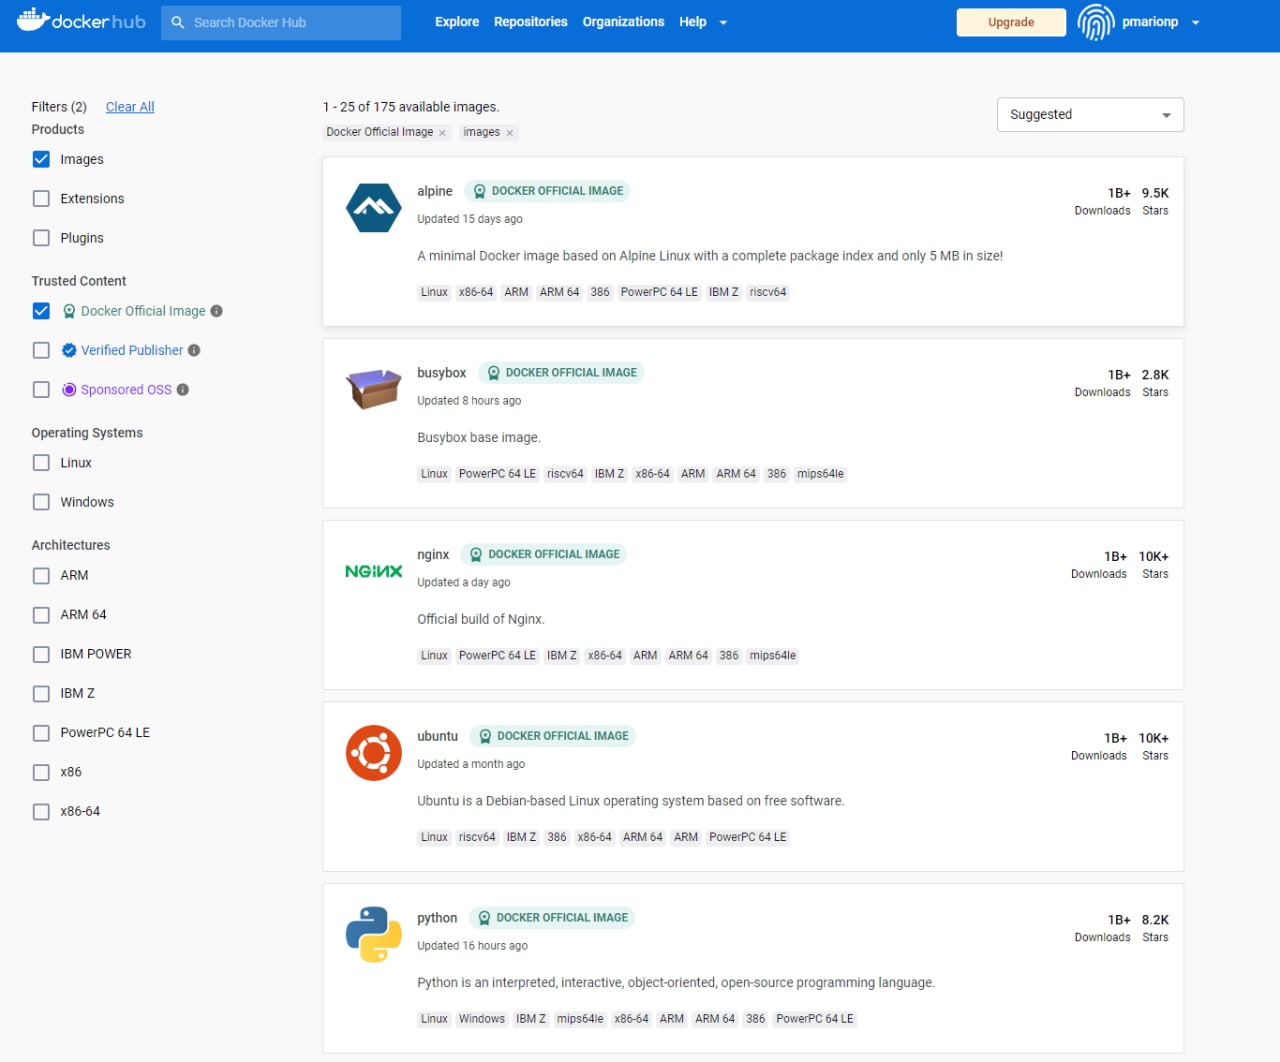 docker hub
Search Docker Hub
Explore Repositories Organizations Help
Upgrade
pmarionp
Filters (2) Clear All
Products
Images
Extensions
Plugins
Trusted Content
Docker Official Image
Verified Publisher
Sponsored OSS
Operating Systems
Linux
Windows
Architectures
ARM
ARM 64
IBM POWER
IBM Z
PowerPC 64 LE
x86
x86-64
1 - 25 of 175 available images.
Docker Official Image × images ×
Suggested
alpine DOCKER OFFICIAL IMAGE
Updated 15 days ago
1B+ 9.5K
Downloads Stars
A minimal Docker image based on Alpine Linux with a complete package index and only 5 MB in size!
Linux x86-64 ARM ARM 64 386 PowerPC 64 LE IBM Z riscv64
busybox DOCKER OFFICIAL IMAGE
Updated 8 hours ago
1B+ 2.8K
Downloads Stars
Busybox base image.
Linux PowerPC 64 LE riscv64 IBM Z x86-64 ARM ARM 64 386 mips64le
NGINX
nginx DOCKER OFFICIAL IMAGE
Updated a day ago
1B+ 10K+
Downloads Stars
Official build of Nginx.
Linux PowerPC 64 LE IBM Z x86-64 ARM ARM 64 386 mips64le
ubuntu DOCKER OFFICIAL IMAGE
Updated a month ago
1B+ 10K+
Downloads Stars
Ubuntu is a Debian-based Linux operating system based on free software.
Linux riscv64 IBM Z 386 x86-64 ARM 64 ARM PowerPC 64 LE
python DOCKER OFFICIAL IMAGE
Updated 16 hours ago
1B+ 8.2K
Downloads Stars
Python is an interpreted, interactive, object-oriented, open-source programming language.
Linux Windows IBM Z mips64le x86-64 ARM ARM 64 386 PowerPC 64 LE